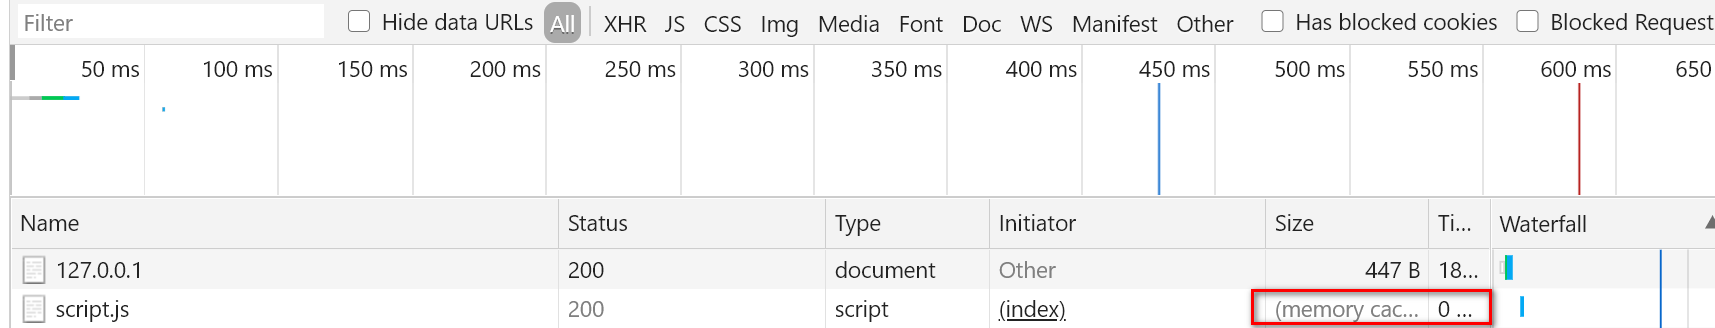 Filter Hide data URLs All XHR JS CSS Img Media Font Doc WS Manifest Other Has blocked cookies Blocked Request
50 ms 100 ms 150 ms 200 ms 250 ms 300 ms 350 ms 400 ms 450 ms 500 ms 550 ms 600 ms 650
Name Status Type Initiator Size Ti... Waterfall
127.0.0.1 200 document Other 447 B 18...
script.js 200 script (index) (memory cac... 0 ...